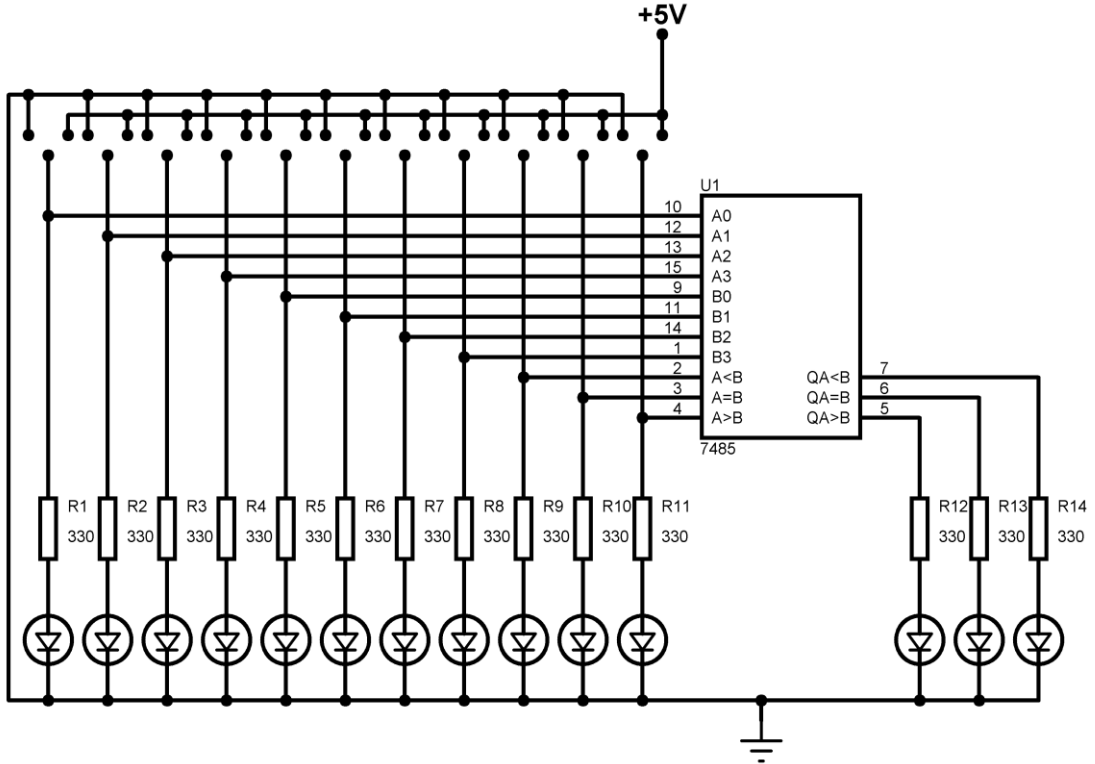 +5V
U1
10 A0
12 A1
13 A2
15 A3
9 B0
11 B1
14 B2
1 B3
2 A<B QA<B 7
3 A=B QA=B 6
4 A>B QA>B 5
7485
R1 R2 R3 R4 R5 R6 R7 R8 R9 R10 R11 R12 R13 R14
330 330 330 330 330 330 330 330 330 330 330 330 330 330